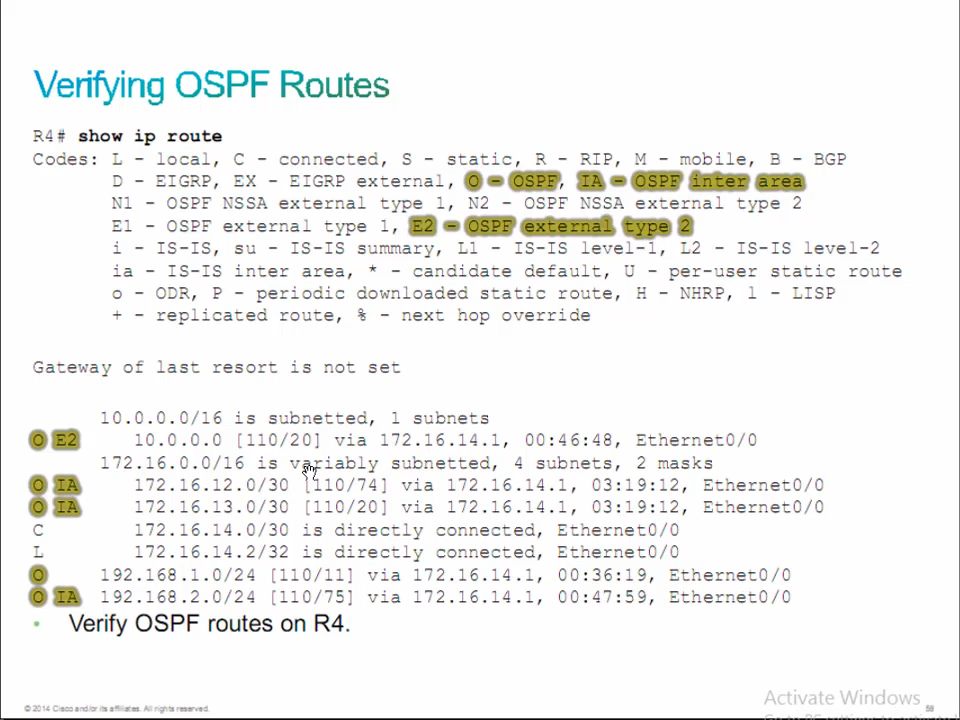 Verifying OSPF Routes
R4# show ip route
Codes: L - local, C - connected, S - static, R - RIP, M - mobile, B - BGP
D - EIGRP, EX - EIGRP external, O - OSPF, IA - OSPF inter area
N1 - OSPF NSSA external type 1, N2 - OSPF NSSA external type 2
E1 - OSPF external type 1, E2 - OSPF external type 2
i - IS-IS, su - IS-IS summary, L1 - IS-IS level-1, L2 - IS-IS level-2
ia - IS-IS inter area, * - candidate default, U - per-user static route
o - ODR, P - periodic downloaded static route, H - NHRP, l - LISP
+ - replicated route, % - next hop override
Gateway of last resort is not set
10.0.0.0/16 is subnetted, 1 subnets
O E2 10.0.0.0 [110/20] via 172.16.14.1, 00:46:48, Ethernet0/0
172.16.0.0/16 is variably subnetted, 4 subnets, 2 masks
O IA 172.16.12.0/30 [110/74] via 172.16.14.1, 03:19:12, Ethernet0/0
O IA 172.16.13.0/30 [110/20] via 172.16.14.1, 03:19:12, Ethernet0/0
C 172.16.14.0/30 is directly connected, Ethernet0/0
L 172.16.14.2/32 is directly connected, Ethernet0/0
O 192.168.1.0/24 [110/11] via 172.16.14.1, 00:36:19, Ethernet0/0
O IA 192.168.2.0/24 [110/75] via 172.16.14.1, 00:47:59, Ethernet0/0
• Verify OSPF routes on R4.
Activate Windows
© 2014 Cisco and/or its affiliates. All rights reserved.